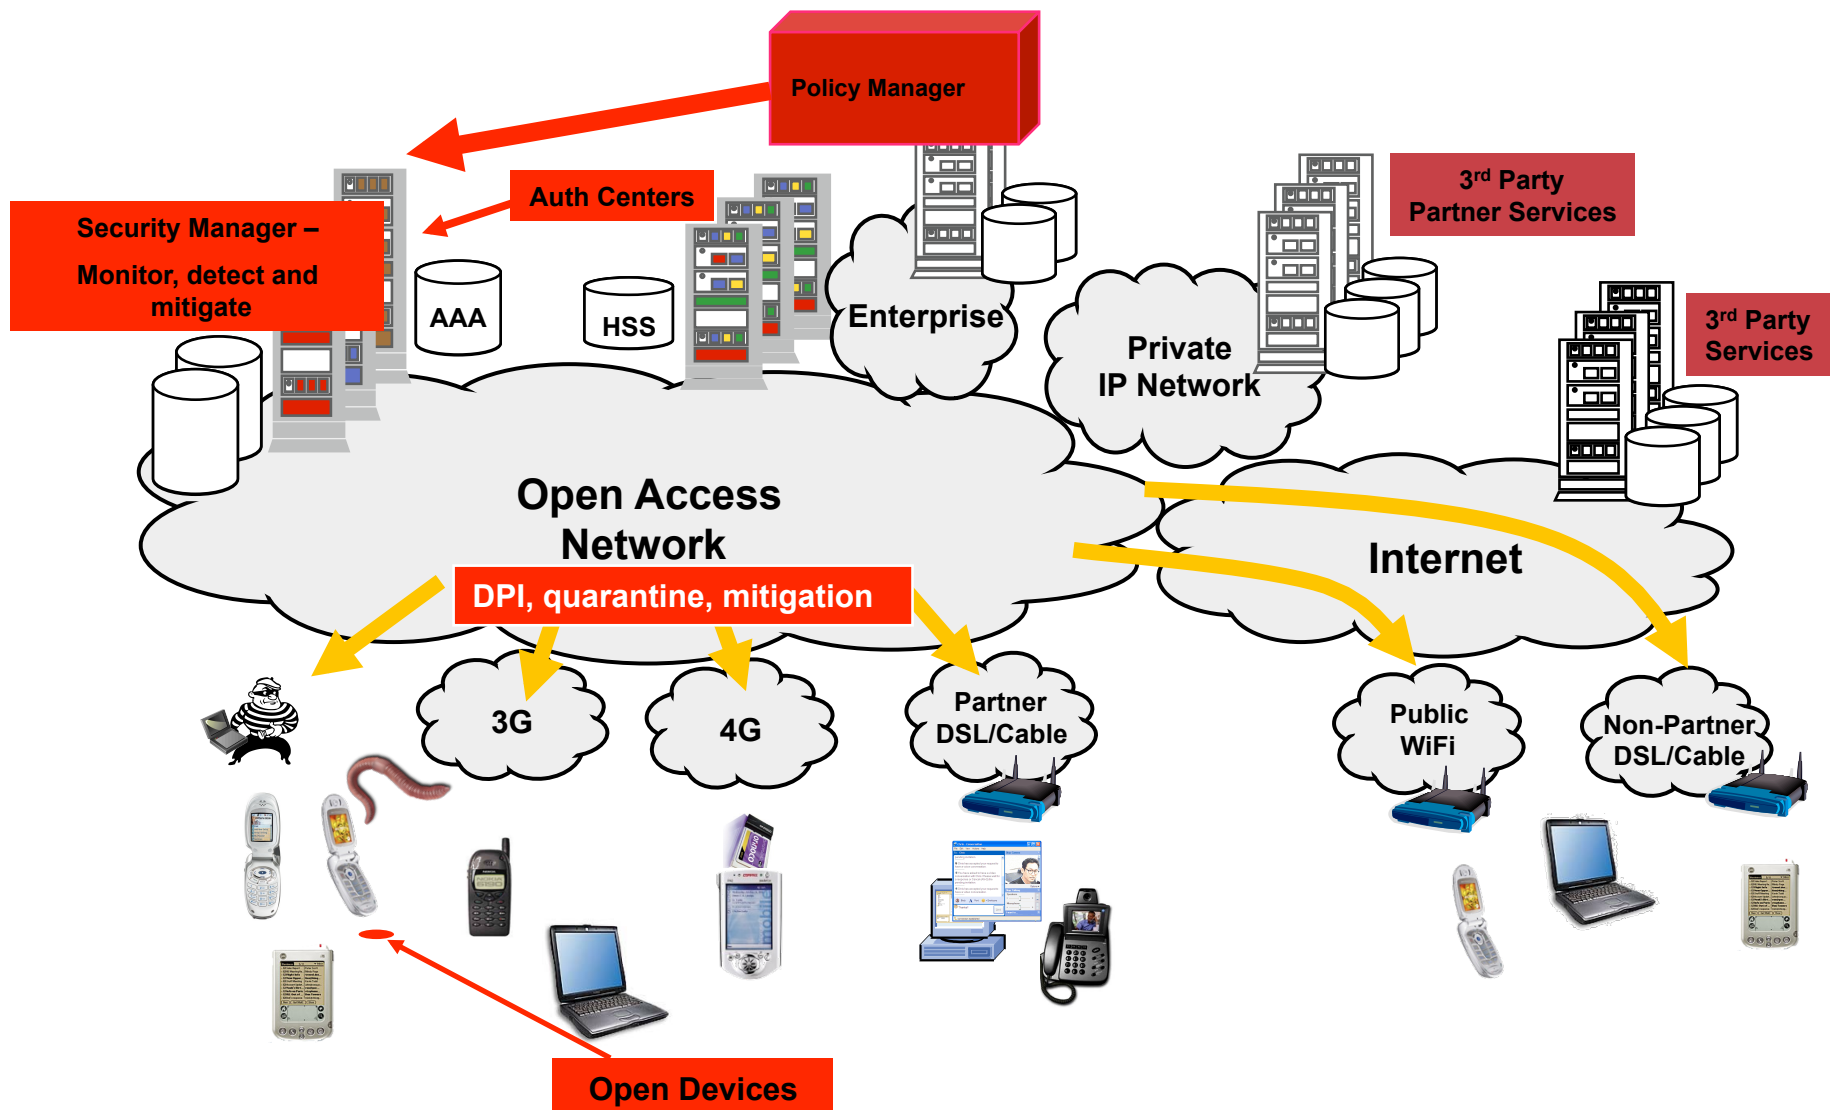 Policy Manager
Auth Centers
3rd Party
Partner Services
Security Manager –
Monitor, detect and
mitigate
AAA
HSS
Enterprise
Private
IP Network
3rd Party
Services
Open Access
Network
Internet
DPI, quarantine, mitigation
3G
4G
Partner
DSL/Cable
Public
WiFi
Non-Partner
DSL/Cable
Open Devices